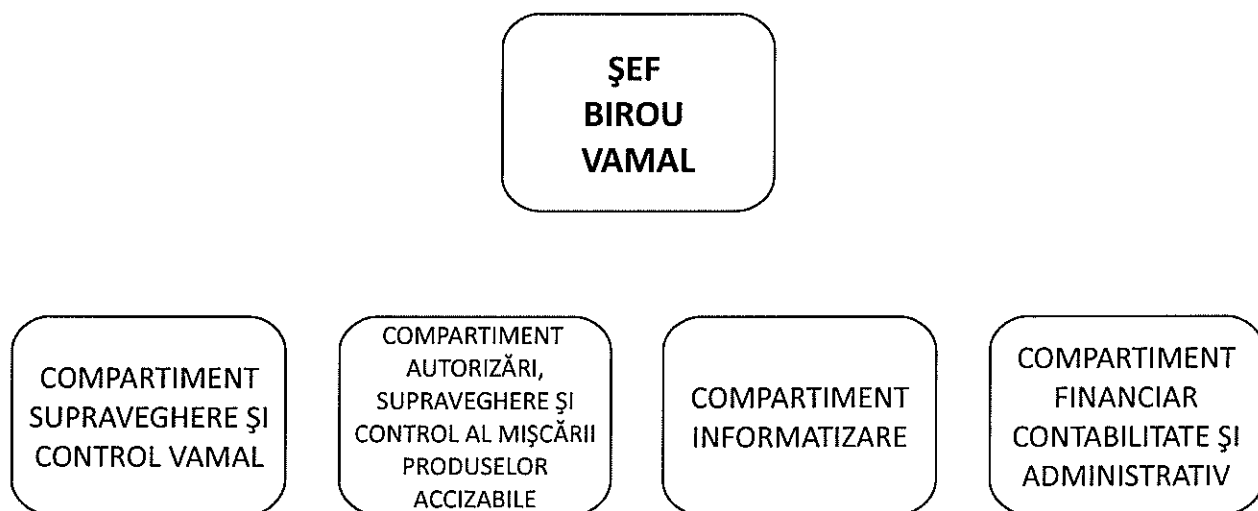 ŞEF
BIROU
VAMAL
COMPARTIMENT
SUPRAVEGHERE ŞI
CONTROL VAMAL
COMPARTIMENT
AUTORIZĂRI,
SUPRAVEGHERE ŞI
CONTROL AL MIŞCĂRII
PRODUSELOR
ACCIZABILE
COMPARTIMENT
INFORMATIZARE
COMPARTIMENT
FINANCIAR
CONTABILITATE ŞI
ADMINISTRATIV